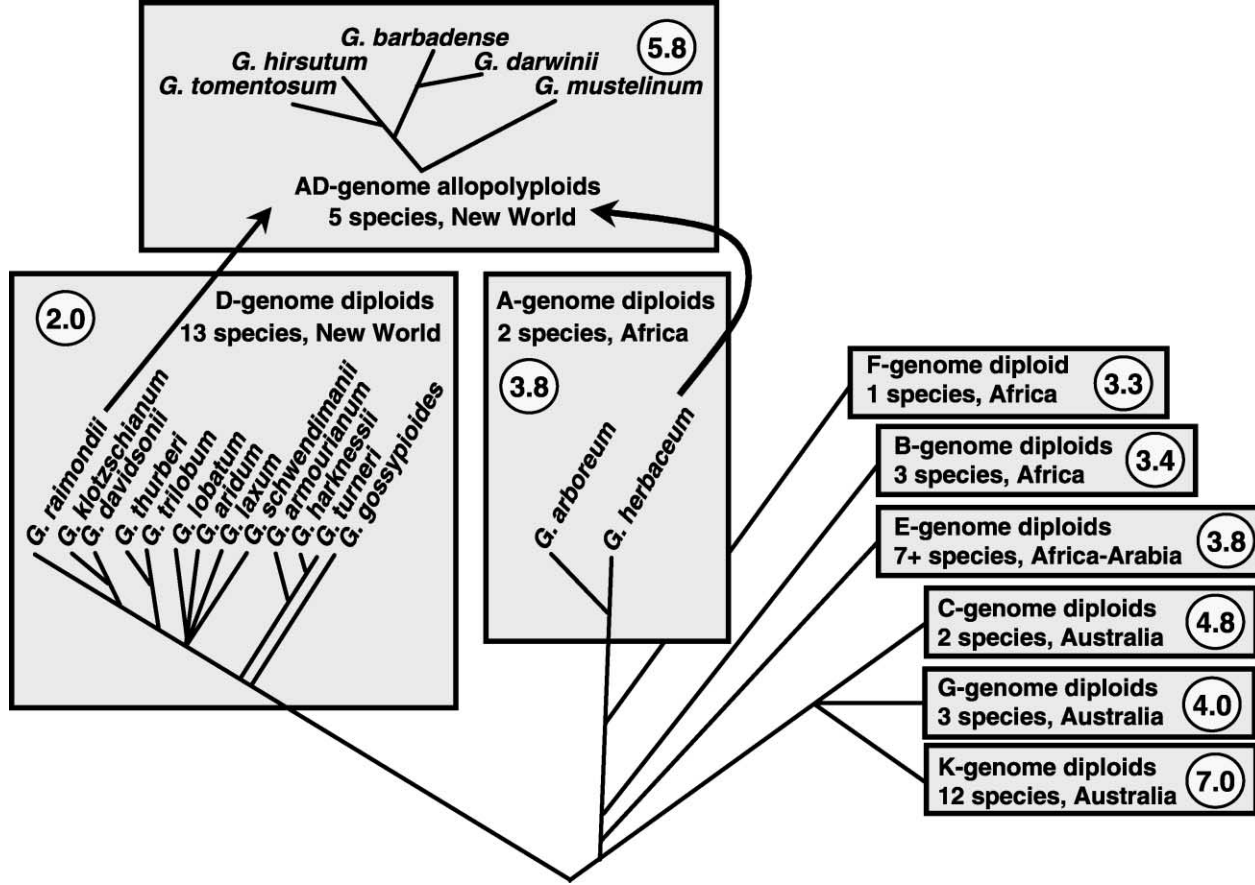 G. barbadense
5.8
G. hirsutum
G. darwinii
G. tomentosum
G. mustelinum
AD-genome allopolyploids
5 species, New World
2.0
D-genome diploids
13 species, New World
G. raimondii
G. klotzschianum
G. davidsonii
G. thurberi
G. trilobum
G. lobatum
G. aridum
G. laxum
G. schwendimanii
G. armourianum
G. harknessii
G. turneri
G. gossypioides
A-genome diploids
2 species, Africa
3.8
G. arboreum
G. herbaceum
F-genome diploid
1 species, Africa
3.3
B-genome diploids
3 species, Africa
3.4
E-genome diploids
7+ species, Africa-Arabia
3.8
C-genome diploids
2 species, Australia
4.8
G-genome diploids
3 species, Australia
4.0
K-genome diploids
12 species, Australia
7.0